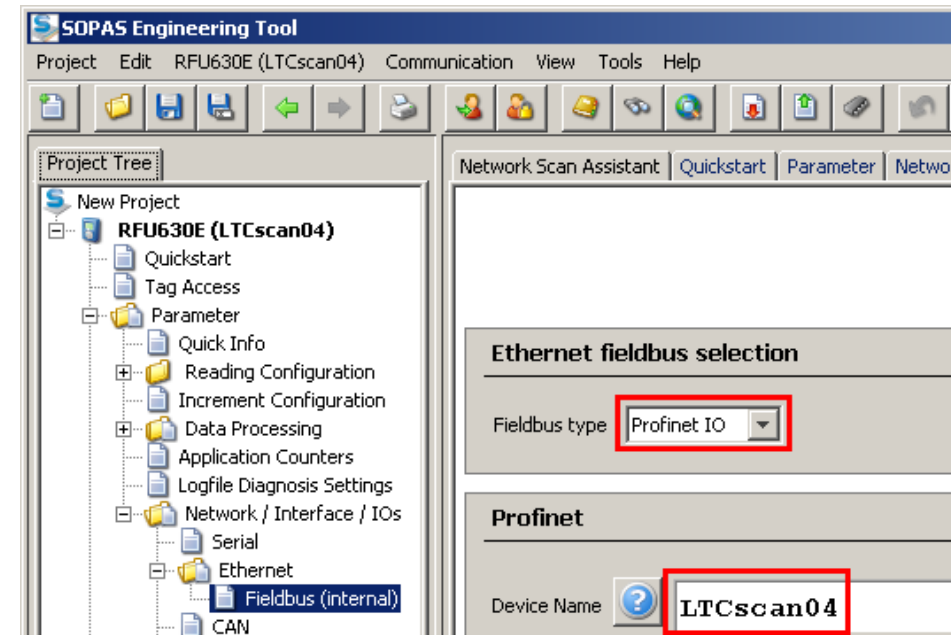 SOPAS Engineering Tool
Project Edit RFU630E (LTCscan04) Communication View Tools Help
Project Tree
New Project
RFU630E (LTCscan04)
Quickstart
Tag Access
Parameter
Quick Info
Reading Configuration
Increment Configuration
Data Processing
Application Counters
Logfile Diagnosis Settings
Network / Interface / IOs
Serial
Ethernet
Fieldbus (internal)
CAN
Network Scan Assistant Quickstart Parameter Netwo
Ethernet fieldbus selection
Fieldbus type Profinet IO
Profinet
Device Name LTCscan04